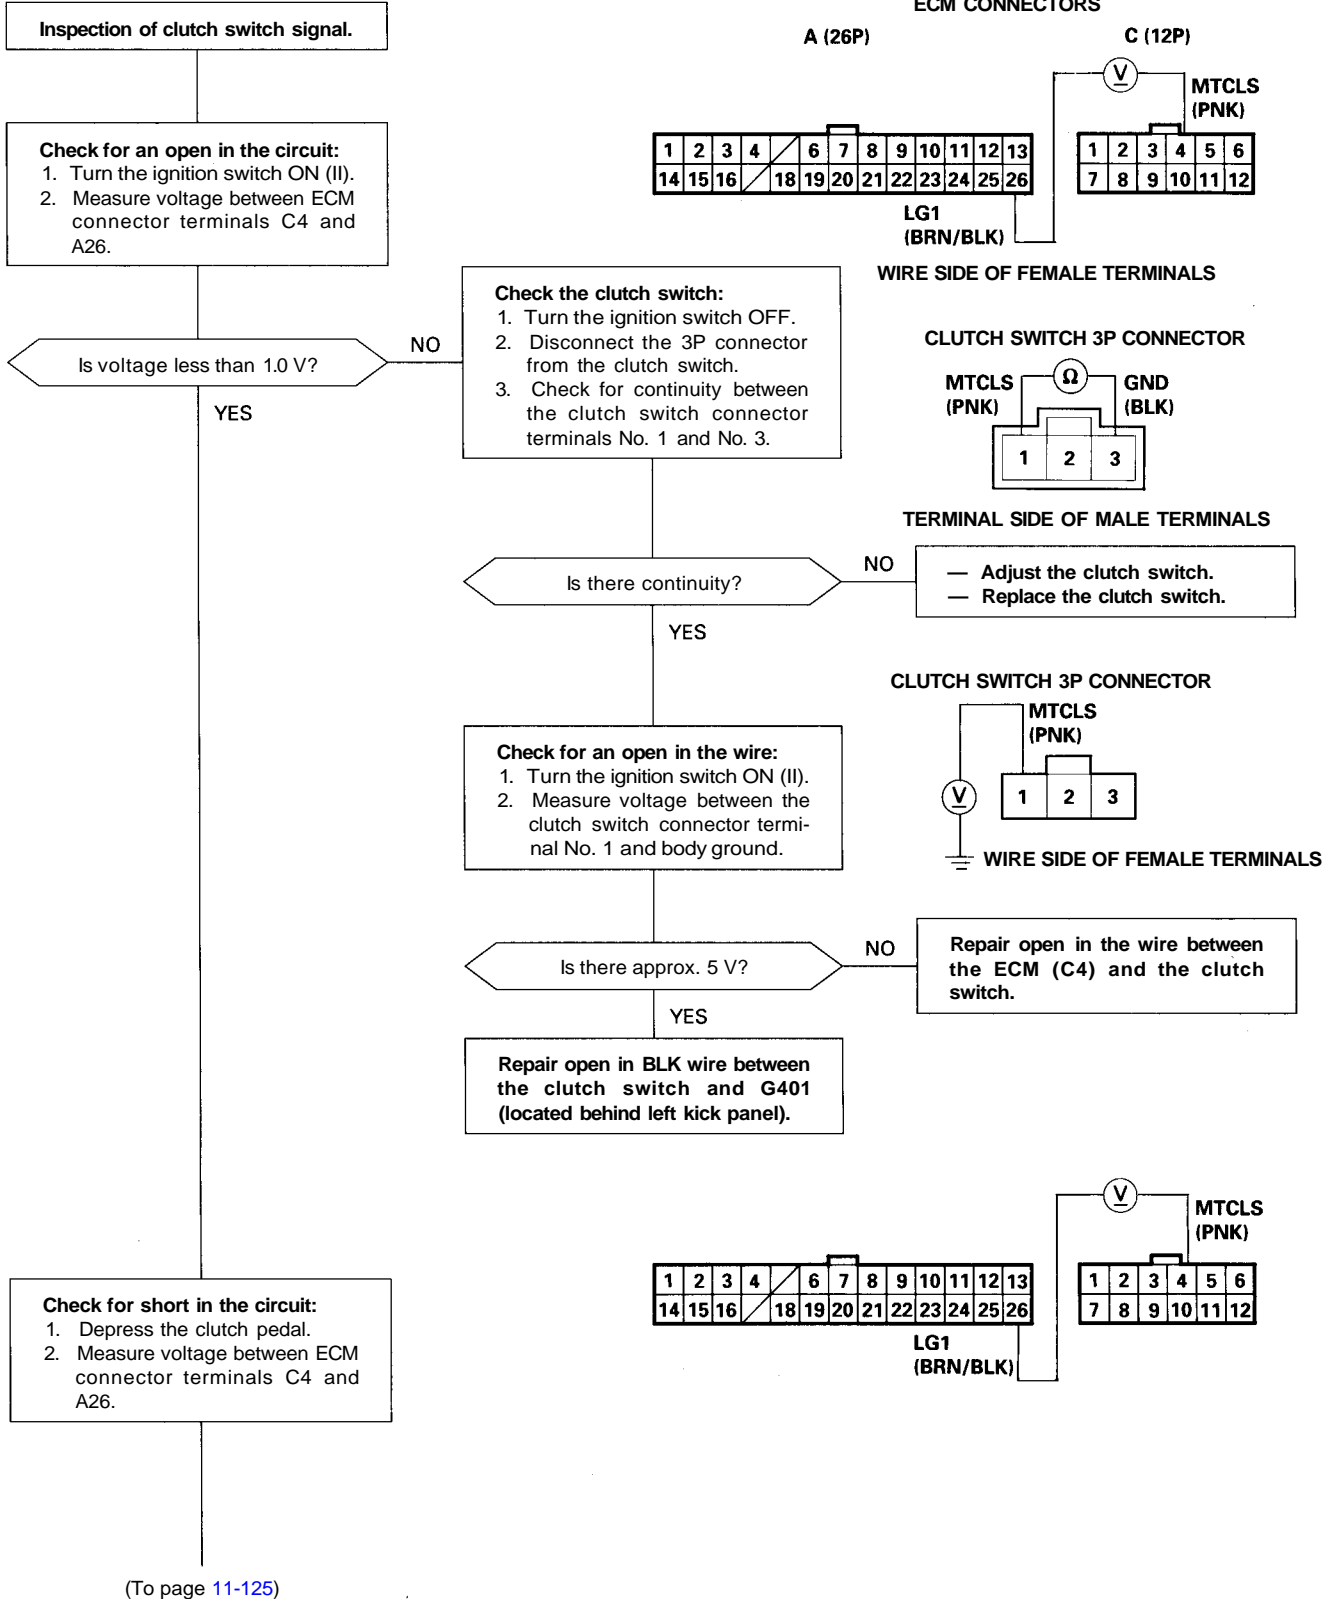 Inspection of clutch switch signal.
ECM CONNECTORS
A (26P)
C (12P)
V
MTCLS
(PNK)
1 2 3 4 6 7 8 9 10 11 12 13
14 15 16 18 19 20 21 22 23 24 25 26
1 2 3 4 5 6
7 8 9 10 11 12
LG1
(BRN/BLK)
WIRE SIDE OF FEMALE TERMINALS
Check for an open in the circuit:
1. Turn the ignition switch ON (II).
2. Measure voltage between ECM
connector terminals C4 and
A26.
Is voltage less than 1.0 V?
NO
YES
Check the clutch switch:
1. Turn the ignition switch OFF.
2. Disconnect the 3P connector
from the clutch switch.
3. Check for continuity between
the clutch switch connector
terminals No. 1 and No. 3.
CLUTCH SWITCH 3P CONNECTOR
MTCLS
(PNK)
Ω
GND
(BLK)
1 2 3
TERMINAL SIDE OF MALE TERMINALS
Is there continuity?
NO
— Adjust the clutch switch.
— Replace the clutch switch.
YES
CLUTCH SWITCH 3P CONNECTOR
MTCLS
(PNK)
V
1 2 3
WIRE SIDE OF FEMALE TERMINALS
Check for an open in the wire:
1. Turn the ignition switch ON (II).
2. Measure voltage between the
clutch switch connector termi-
nal No. 1 and body ground.
Is there approx. 5 V?
NO
Repair open in the wire between
the ECM (C4) and the clutch
switch.
YES
Repair open in BLK wire between
the clutch switch and G401
(located behind left kick panel).
V
MTCLS
(PNK)
1 2 3 4 6 7 8 9 10 11 12 13
14 15 16 18 19 20 21 22 23 24 25 26
1 2 3 4 5 6
7 8 9 10 11 12
LG1
(BRN/BLK)
Check for short in the circuit:
1. Depress the clutch pedal.
2. Measure voltage between ECM
connector terminals C4 and
A26.
(To page 11-125)